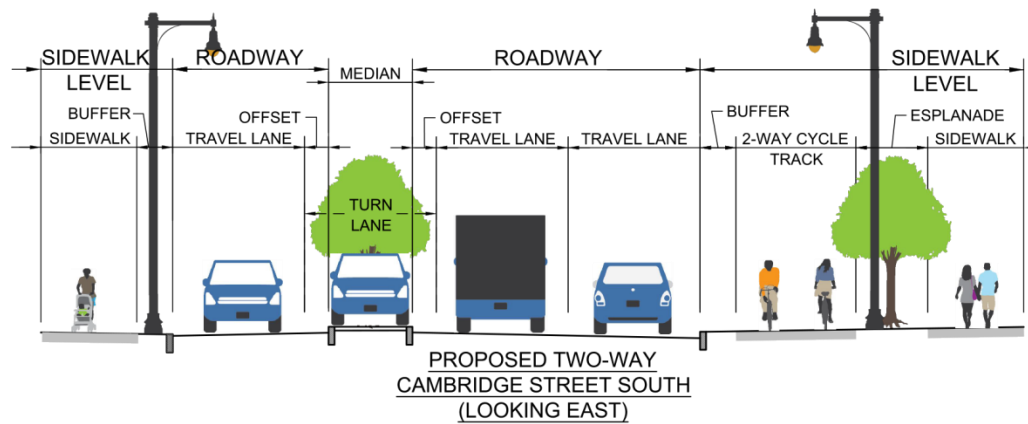 SIDEWALK
LEVEL
ROADWAY
MEDIAN
ROADWAY
SIDEWALK
LEVEL
BUFFER
OFFSET
OFFSET
BUFFER
ESPLANADE
SIDEWALK
TRAVEL LANE
TRAVEL LANE
TRAVEL LANE
2-WAY CYCLE
TRACK
SIDEWALK
TURN
LANE
PROPOSED TWO-WAY
CAMBRIDGE STREET SOUTH
(LOOKING EAST)